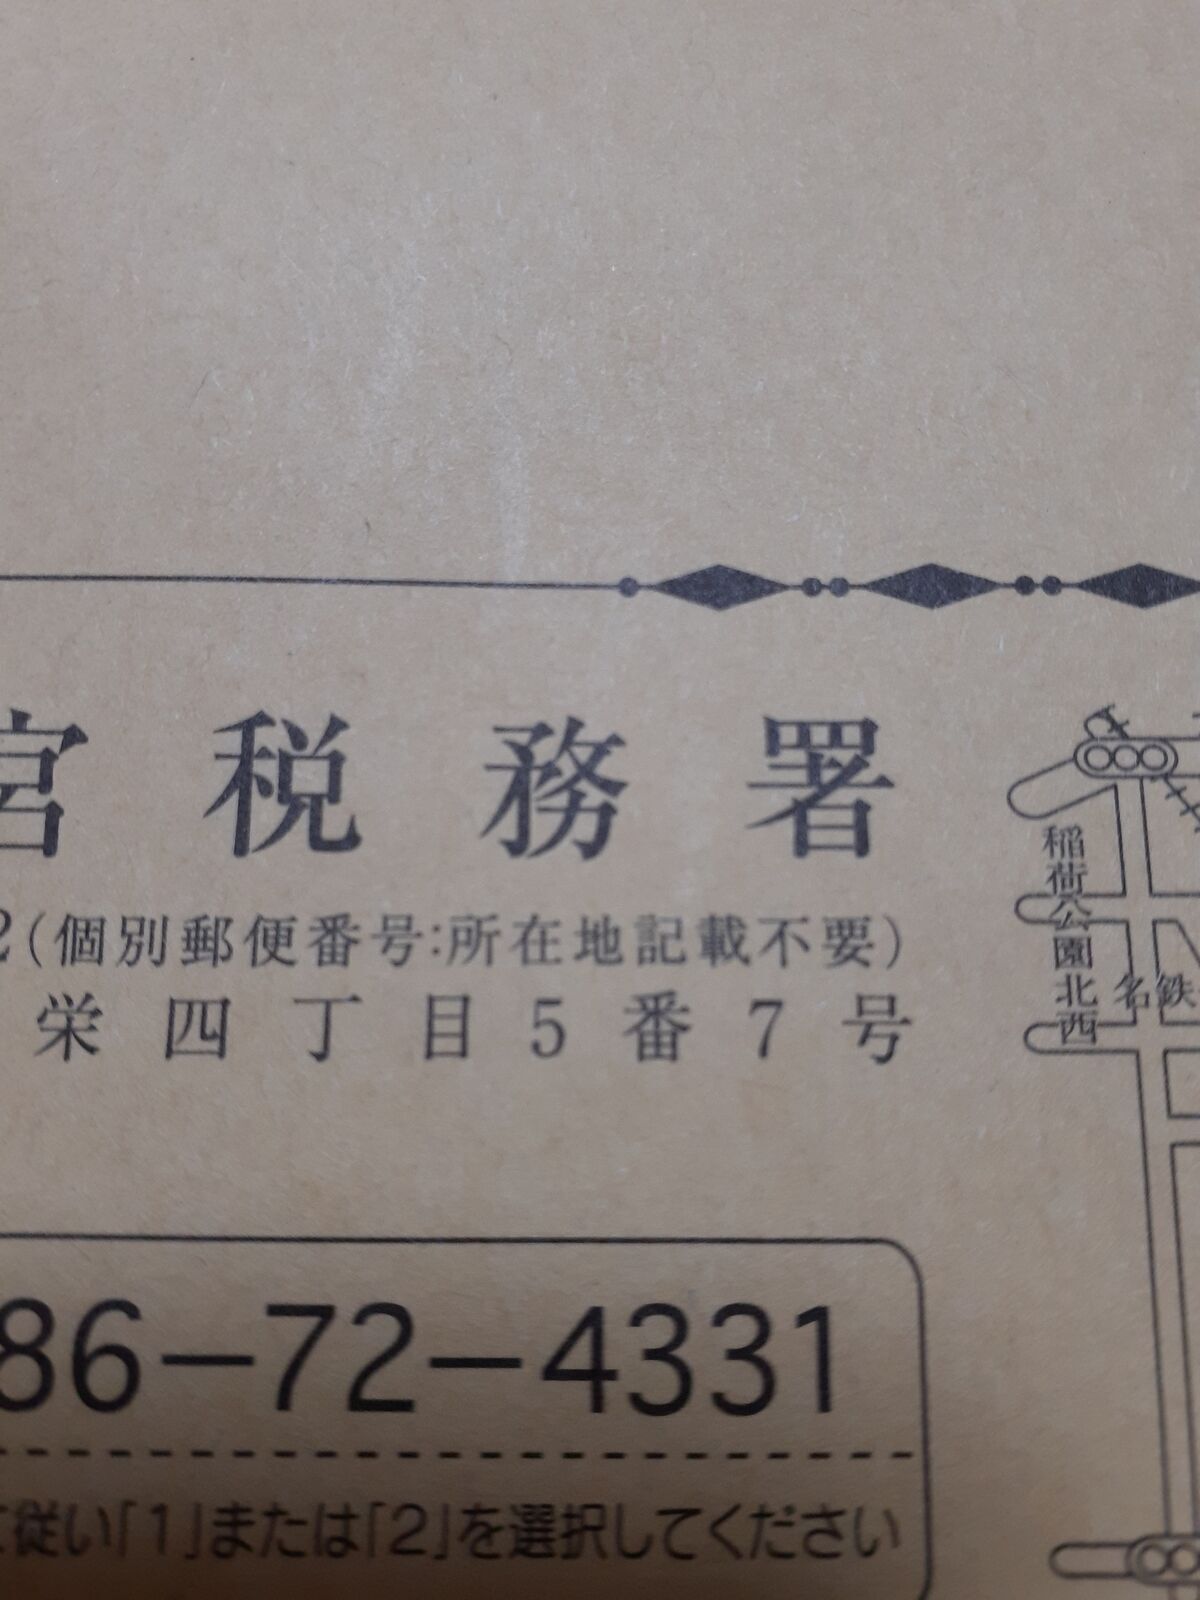 宮税務署
2(個別郵便番号:所在地記載不要)
栄四丁目5番7号
86-72-4331
従い「1」または「2」を選択してください
稲荷公園北西
名鉄